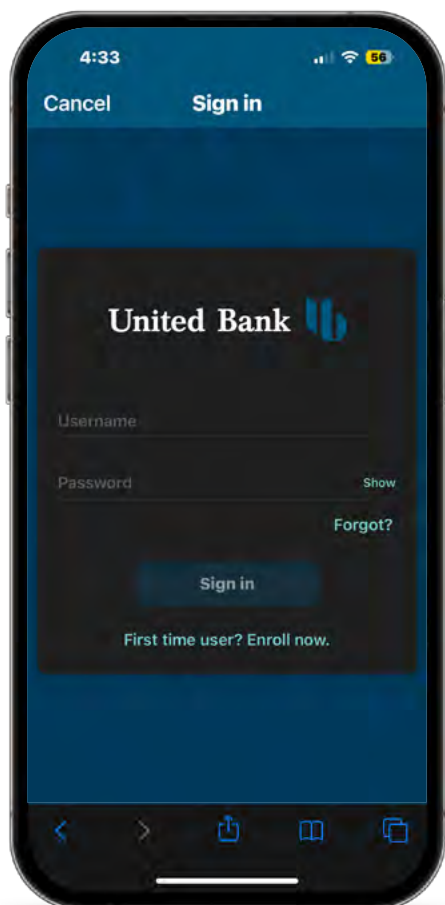 4:33
56
Cancel
Sign in
United Bank
Username
Password
Show
Forgot?
Sign in
First time user? Enroll now.